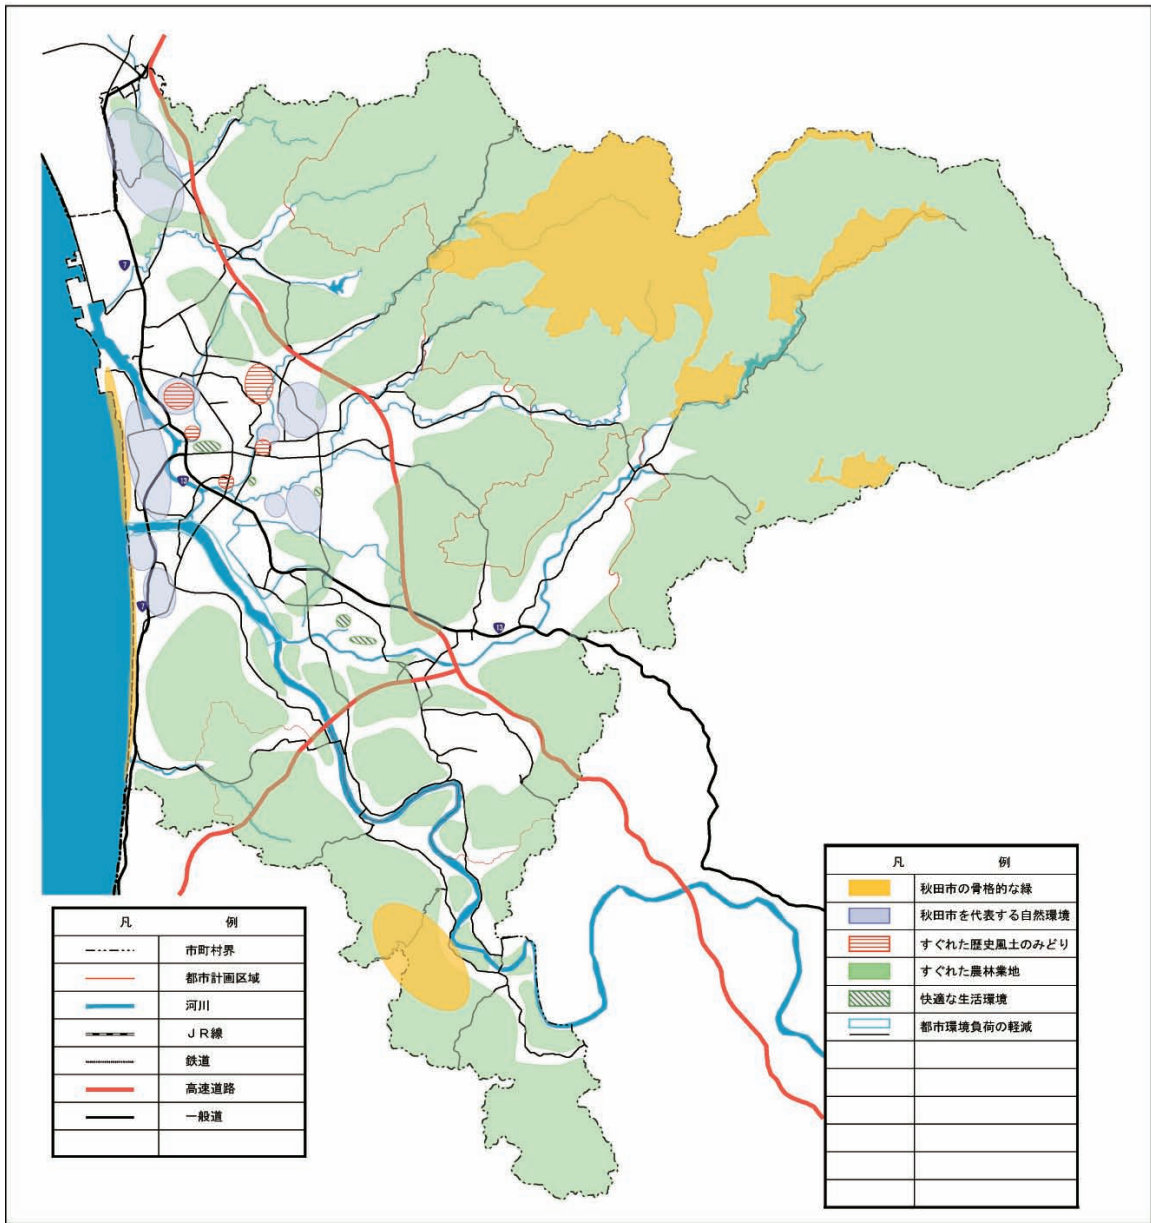 7
13
7
13
凡 例
市町村界
都市計画区域
河川
JR線
鉄道
高速道路
一般道
凡 例
秋田市の骨格的な緑
秋田市を代表する自然環境
すぐれた歴史風土のみどり
すぐれた農林業地
快適な生活環境
都市環境負荷の軽減